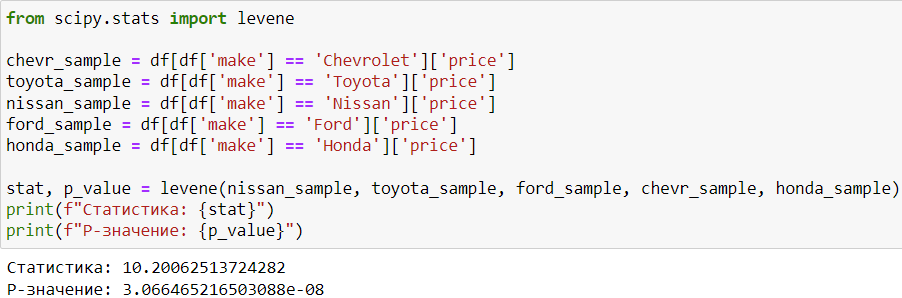 from scipy.stats import levene
chevr_sample = df[df['make'] == 'Chevrolet']['price']
toyota_sample = df[df['make'] == 'Toyota']['price']
nissan_sample = df[df['make'] == 'Nissan']['price']
ford_sample = df[df['make'] == 'Ford']['price']
honda_sample = df[df['make'] == 'Honda']['price']
stat, p_value = levene(nissan_sample, toyota_sample, ford_sample, chevr_sample, honda_sample)
print(f"Статистика: {stat}")
print(f"P-значение: {p_value}")
Статистика: 10.20062513724282
P-значение: 3.066465216503088e-08